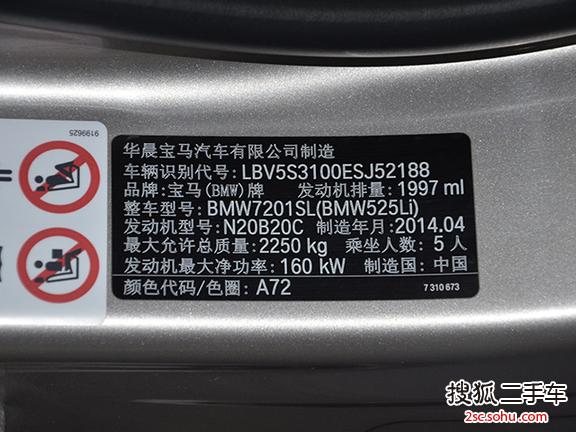 9199625
华晨宝马汽车有限公司制造
车辆识别代号: LBV5S3100ESJ52188
品牌: 宝马(BMW)牌 发动机排量: 1997 ml
整车型号: BMW7201SL(BMW525Li)
发动机型号: N20B20C 制造年月: 2014.04
最大允许总质量: 2250 kg 乘坐人数: 5 人
发动机最大净功率: 160 kW 制造国: 中国
颜色代码/色圈: A72
7 310 673
搜狐二手车
2sc.sohu.com